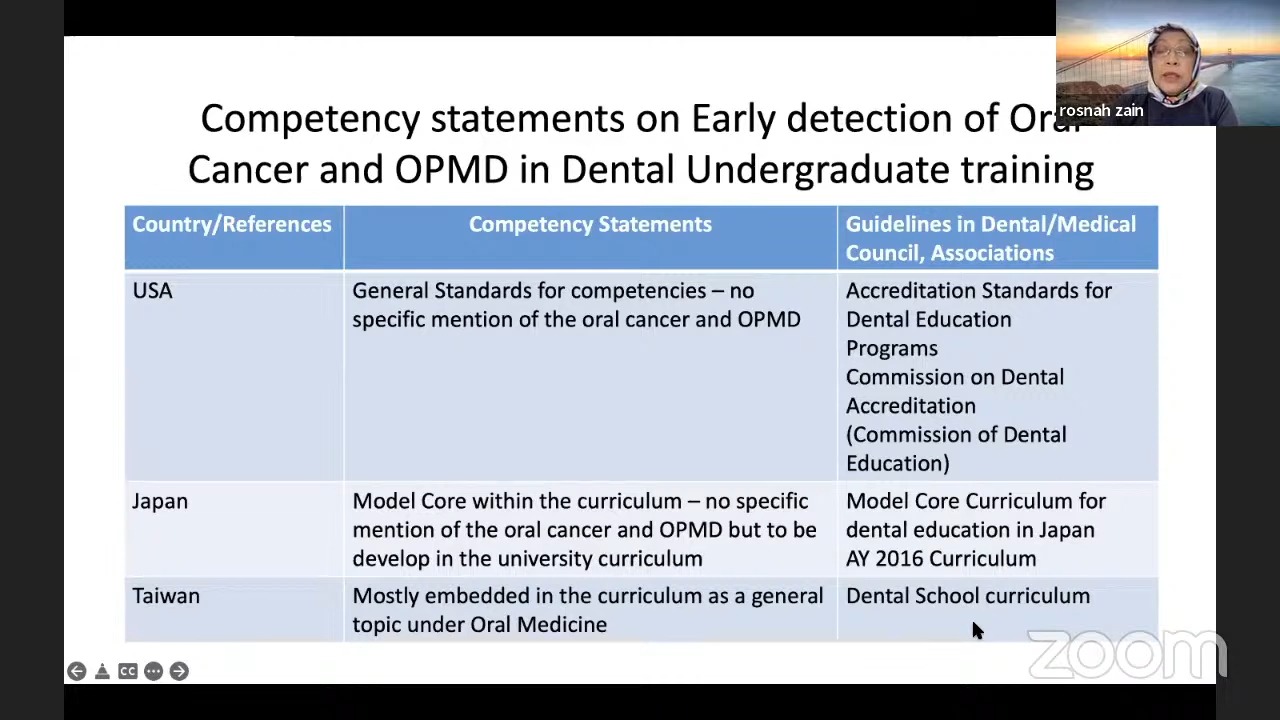 rosnah zain
Competency statements on Early detection of Oral
Cancer and OPMD in Dental Undergraduate training
Country/References
Competency Statements
Guidelines in Dental/Medical
Council, Associations
USA
General Standards for competencies – no
specific mention of the oral cancer and OPMD
Accreditation Standards for
Dental Education
Programs
Commission on Dental
Accreditation
(Commission of Dental
Education)
Japan
Model Core within the curriculum – no specific
mention of the oral cancer and OPMD but to be
develop in the university curriculum
Model Core Curriculum for
dental education in Japan
AY 2016 Curriculum
Taiwan
Mostly embedded in the curriculum as a general
topic under Oral Medicine
Dental School curriculum
CC
zoom